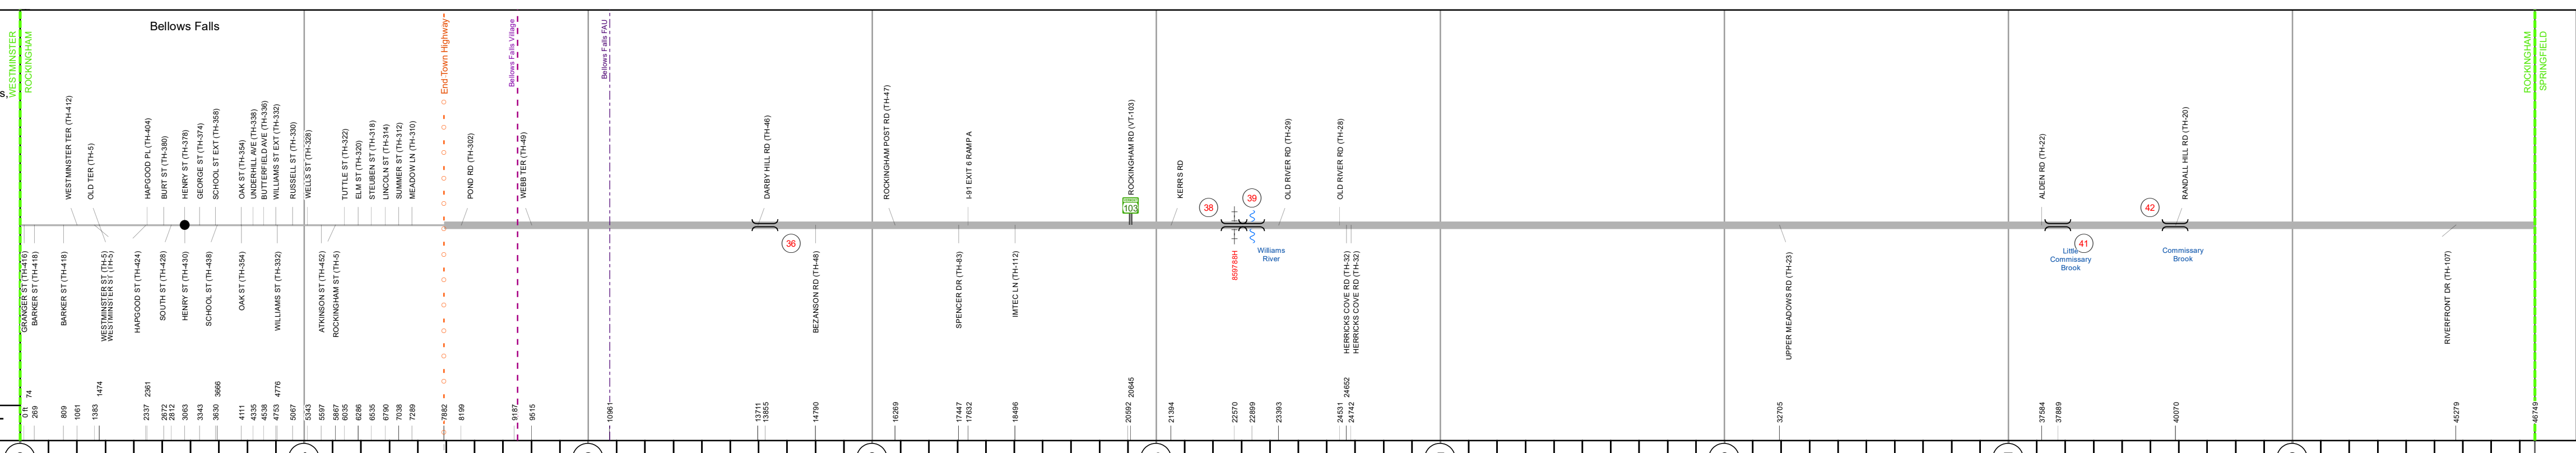 Bellows Falls
S.
WESTMINSTER
ROCKINGHAM
WESTMINSTER TER (TH-412)
OLD TER (TH-5)
HAPGOOD PL (TH-404)
BURT ST (TH-380)
HENRY ST (TH-378)
GEORGE ST (TH-374)
SCHOOL ST EXT (TH-358)
OAK ST (TH-354)
UNDERHILL AVE (TH-338)
BUTTERFIELD AVE (TH-336)
WILLIAMS ST EXT (TH-332)
RUSSELL ST (TH-330)
WELLS ST (TH-328)
TUTTLE ST (TH-322)
ELM ST (TH-320)
STEUBEN ST (TH-318)
LINCOLN ST (TH-314)
SUMMER ST (TH-312)
MEADOW LN (TH-310)
End Town Highway
POND RD (TH-302)
Bellows Falls Village
WEBB TER (TH-49)
Bellows Falls FAU
DARBY HILL RD (TH-46)
ROCKINGHAM POST RD (TH-47)
I-91 EXIT 6 RAMP A
ROCKINGHAM RD (VT-103)
103
KERRS RD
38
39
OLD RIVER RD (TH-29)
OLD RIVER RD (TH-28)
ALDEN RD (TH-22)
42
RANDALL HILL RD (TH-20)
ROCKINGHAM
SPRINGFIELD
GRANGER ST (TH-416)
BARKER ST (TH-418)
BARKER ST (TH-418)
WESTMINSTER ST (TH-5)
WESTMINSTER ST (TH-5)
HAPGOOD ST (TH-424)
SOUTH ST (TH-428)
HENRY ST (TH-430)
SCHOOL ST (TH-438)
OAK ST (TH-354)
WILLIAMS ST (TH-332)
ATKINSON ST (TH-452)
ROCKINGHAM ST (TH-5)
36
BEZANSON RD (TH-48)
SPENCER DR (TH-83)
IMTEC LN (TH-112)
859788H
Williams
River
HERRICKS COVE RD (TH-32)
HERRICKS COVE RD (TH-32)
UPPER MEADOWS RD (TH-23)
41
Little
Commissary
Brook
Commissary
Brook
RIVERFRONT DR (TH-107)
0 ft
74
269
809
1061
1383
1474
2337
2361
2672
2812
3063
3343
3630
3666
4111
4335
4538
4753
4776
5067
5343
5597
5867
6035
6286
6535
6790
7038
7289
7882
8199
9187
9515
10961
13711
13855
14790
16269
17447
17632
18496
20592
20645
21394
22570
22899
23393
24531
24652
24742
32705
37584
37889
40070
45279
46749